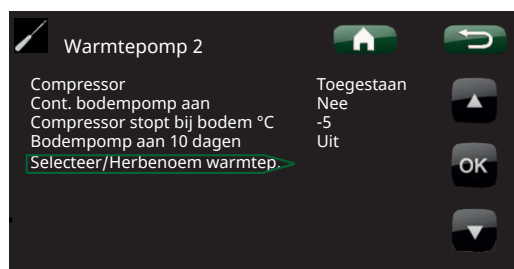 Warmtepomp 2
Compressor Toegestaan
Cont. bodempomp aan Nee
Compressor stopt bij bodem °C -5
Bodempomp aan 10 dagen Uit
Selecteer/Herbenoem warmtep.
OK